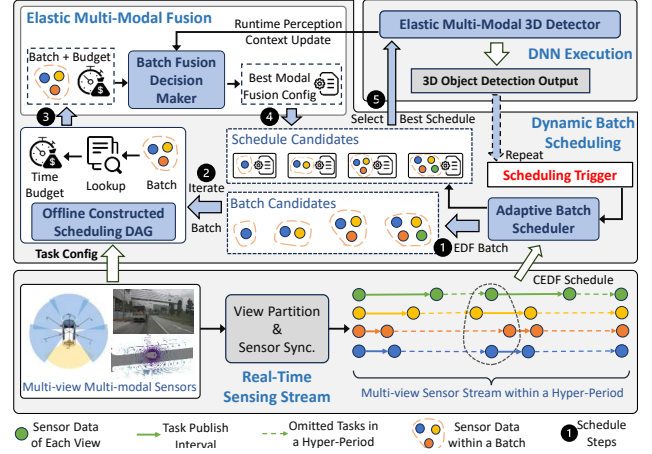 Elastic Multi-Modal Fusion
Batch + Budget
Batch Fusion
Decision
Maker
Best Modal
Fusion Config
Runtime Perception
Context Update
Elastic Multi-Modal 3D Detector
DNN Execution
3D Object Detection Output
3
4
5
Select
Best Schedule
Dynamic Batch
Scheduling
Repeat
Scheduling Trigger
Adaptive Batch
Scheduler
Schedule Candidates
2
Iterate
Batch
Batch Candidates
1
EDF Batch
Time
Budget
Lookup
Batch
Offline Constructed
Scheduling DAG
Task Config
CEDF Schedule
View Partition
&
Sensor Sync.
Multi-view Multi-modal Sensors
Real-Time
Sensing Stream
Multi-view Sensor Stream within a Hyper-Period
Sensor Data
of Each View
Task Publish
Interval
Omitted Tasks in
a Hyper-Period
Sensor Data
within a Batch
1
Schedule
Steps